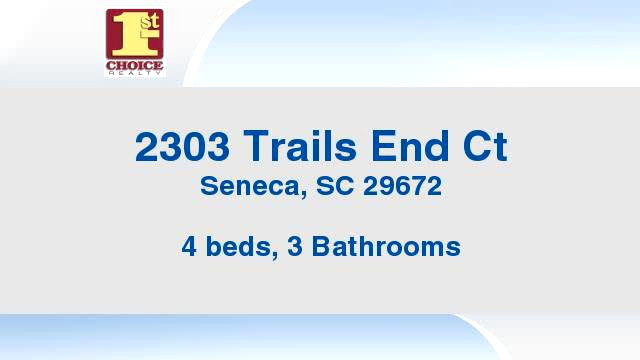 1st
CHOICE
REALTY
2303 Trails End Ct
Seneca, SC 29672
4 beds, 3 Bathrooms